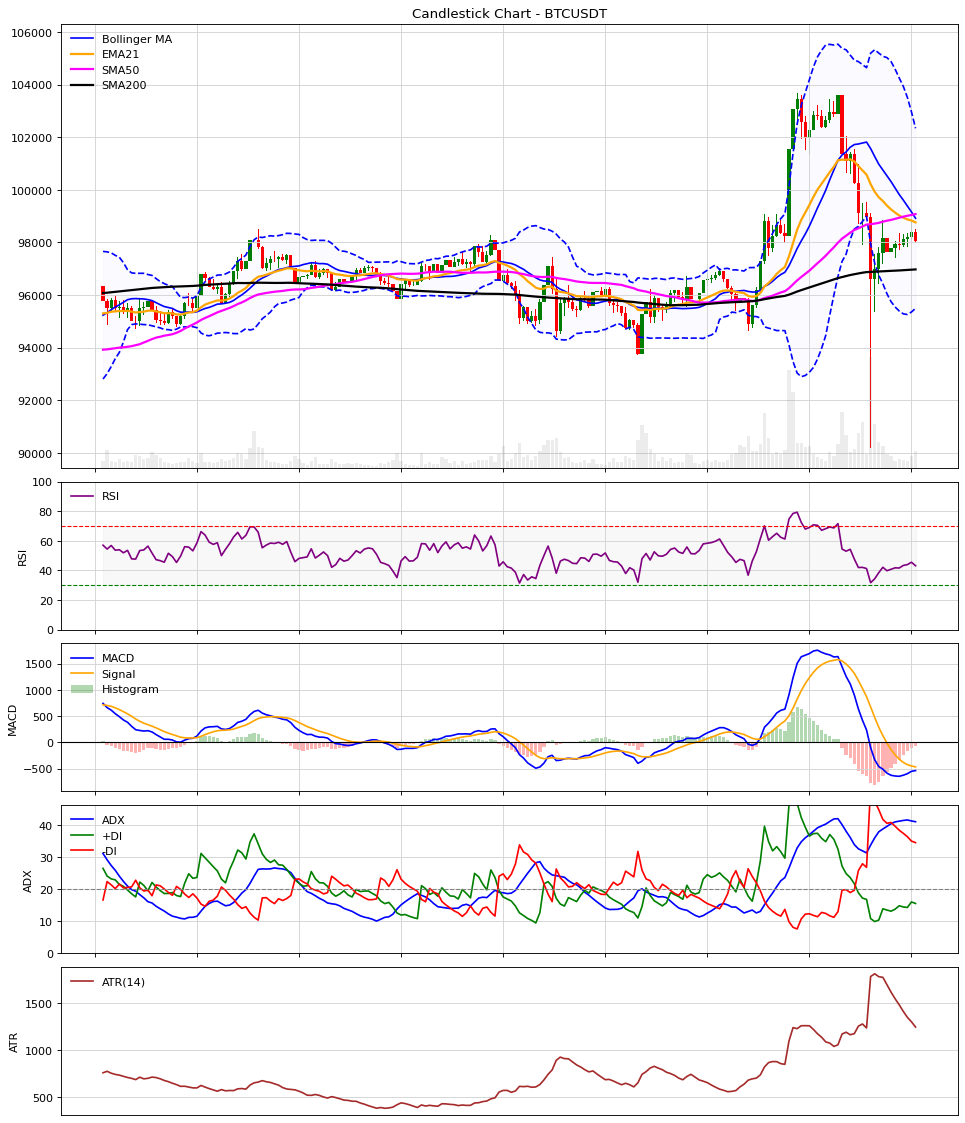 Candlestick Chart - BTCUSDT
106000
104000
102000
100000
98000
96000
94000
92000
90000
Bollinger MA
EMA21
SMA50
SMA200
100
80
60
40
20
0
RSI
RSI
1500
1000
500
0
−500
MACD
MACD
Signal
Histogram
40
30
20
10
0
ADX
ADX
+DI
-DI
1500
1000
500
ATR
ATR(14)